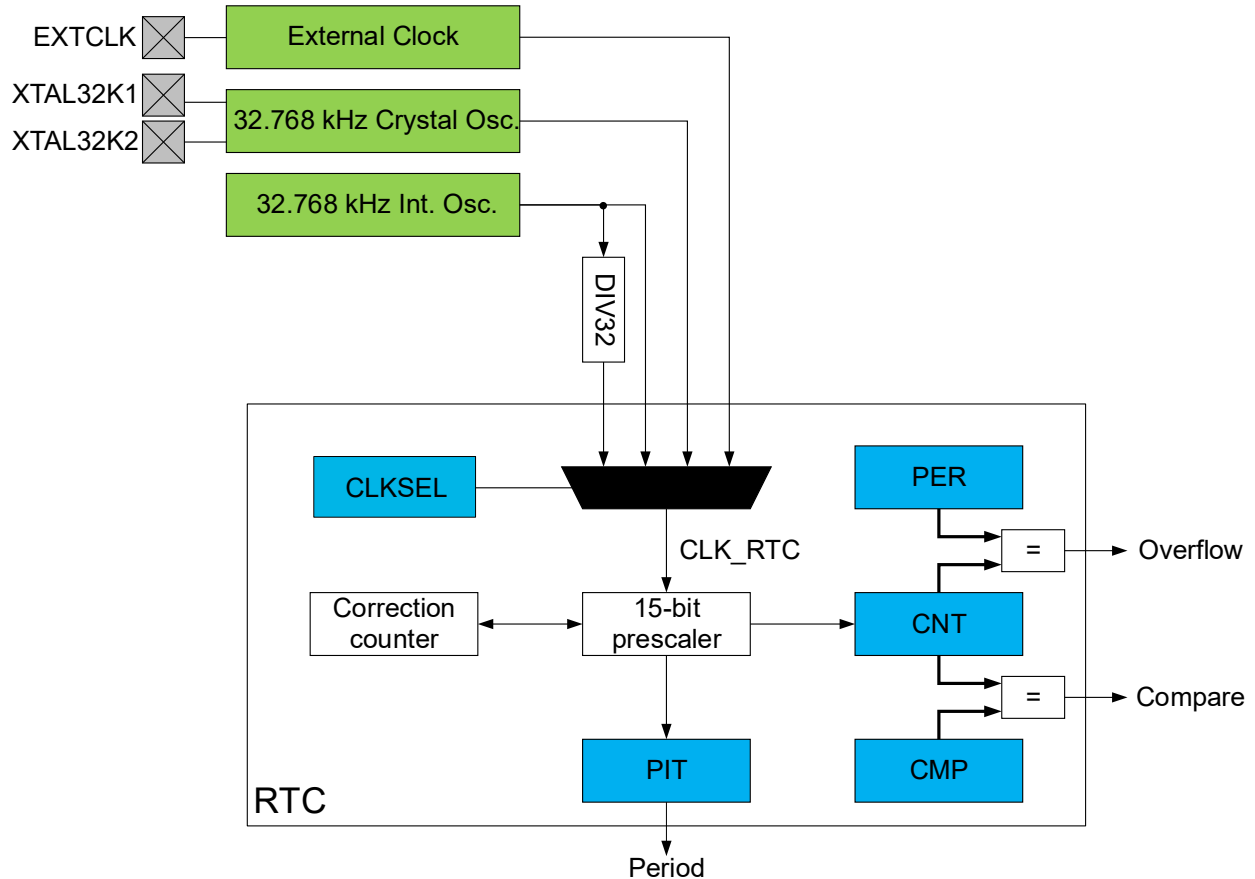 EXTCLK
External Clock
XTAL32K1
XTAL32K2
32.768 kHz Crystal Osc.
32.768 kHz Int. Osc.
DIV32
CLKSEL
PER
CLK_RTC
=
Overflow
Correction
counter
15-bit
prescaler
CNT
=
Compare
PIT
CMP
RTC
Period